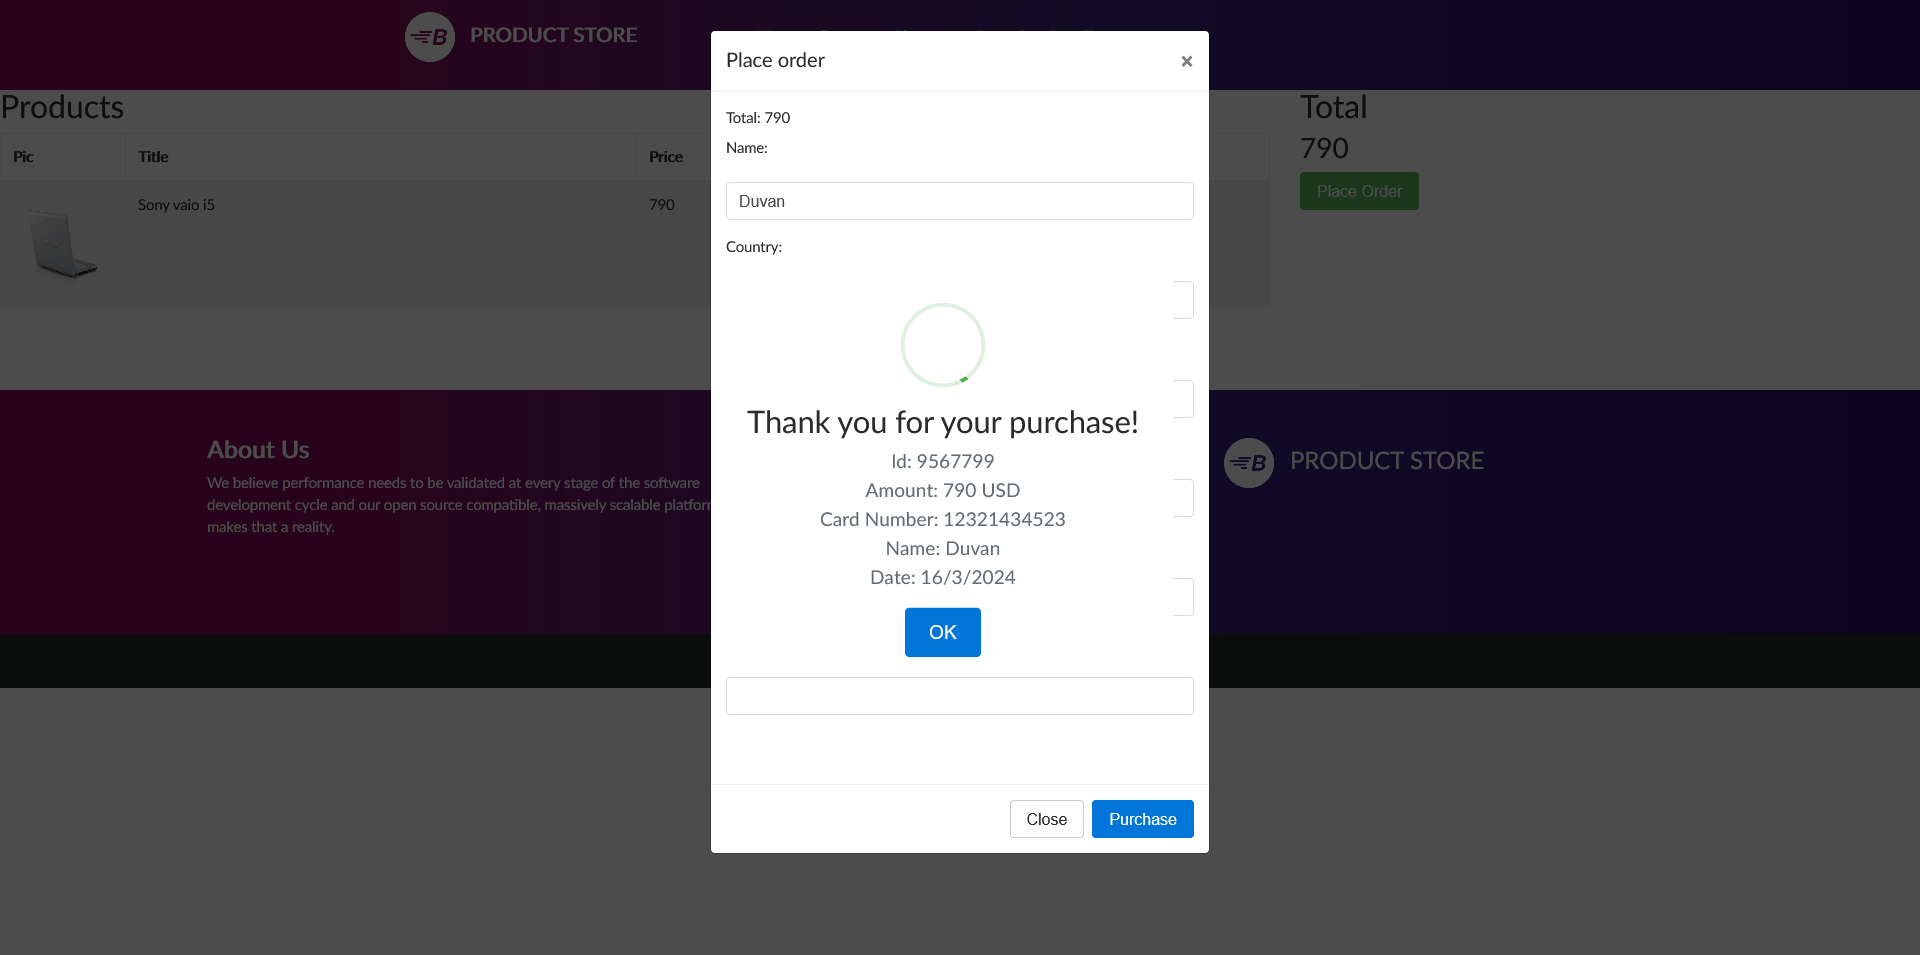 B PRODUCT STORE
Products
Pic Title Price
Sony vaio i5 790
Total
790
Place Order
Place order ×
Total: 790
Name:
Duvan
Country:
Thank you for your purchase!
Id: 9567799
Amount: 790 USD
Card Number: 12321434523
Name: Duvan
Date: 16/3/2024
OK
Close Purchase
About Us
We believe performance needs to be validated at every stage of the software
development cycle and our open source compatible, massively scalable platfor
makes that a reality.
B PRODUCT STORE